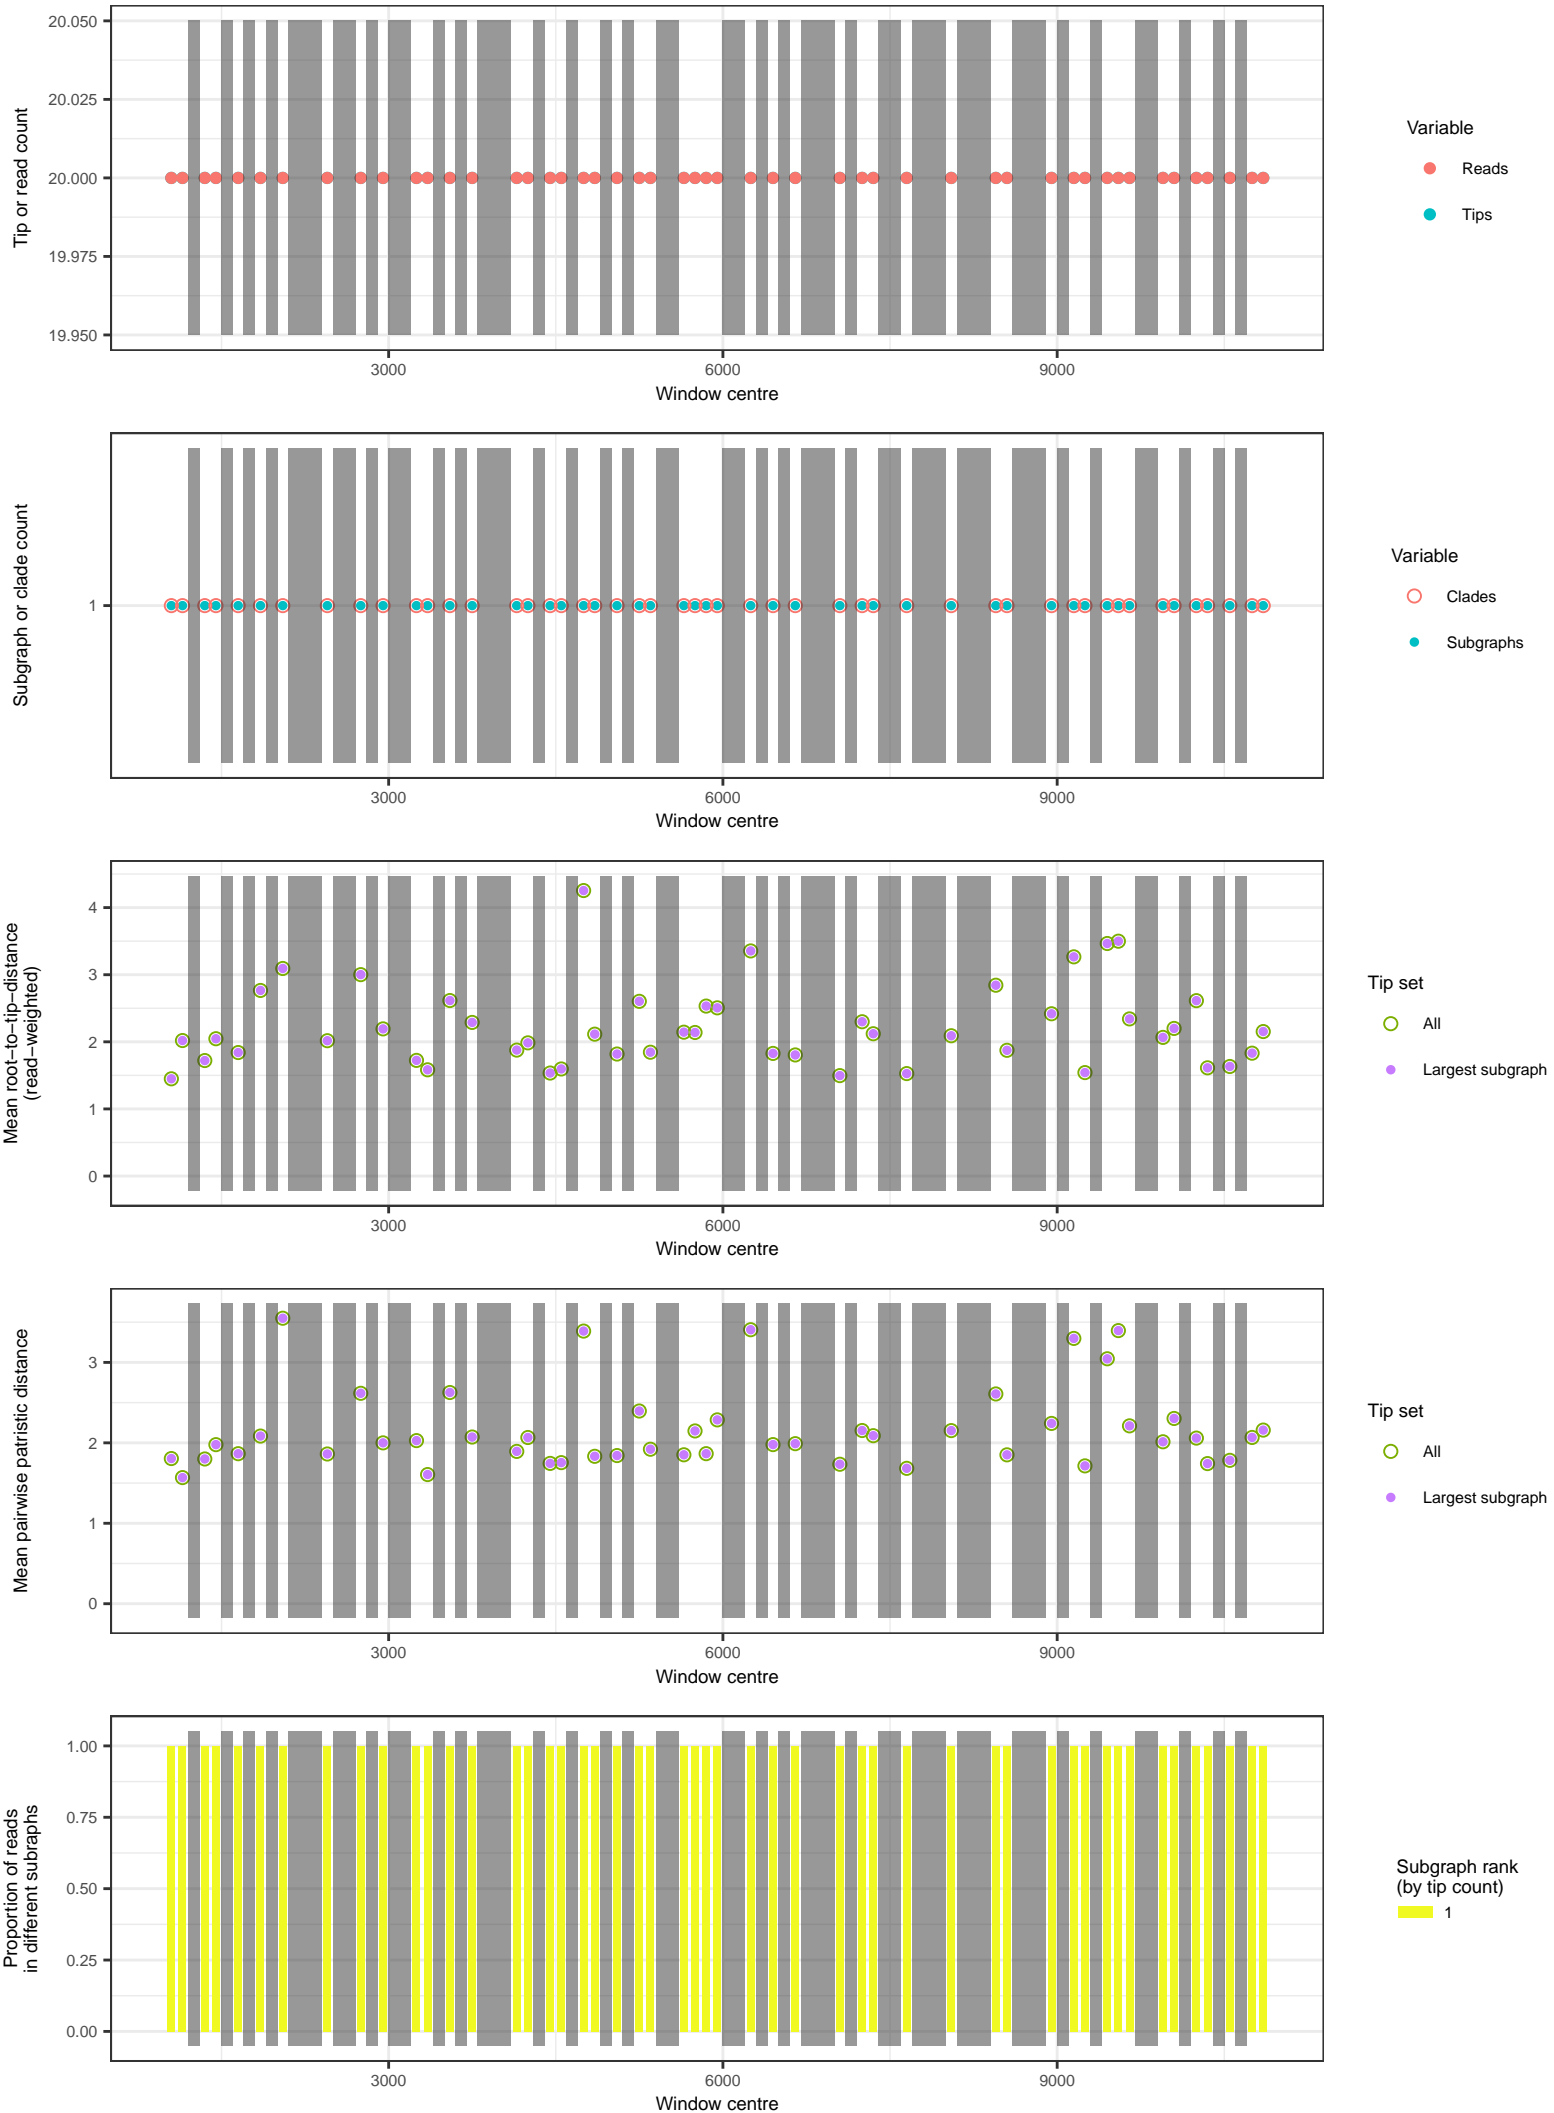 20.050
20.025
20.000
19.975
19.950
Tip or read count
3000
6000
9000
Window centre
Variable
Reads
Tips
1
Subgraph or clade count
3000
6000
9000
Window centre
Variable
Clades
Subgraphs
4
3
2
1
0
Mean root−to−tip−distance
(read−weighted)
3000
6000
9000
Window centre
Tip set
All
Largest subgraph
3
2
1
0
Mean pairwise patristic distance
3000
6000
9000
Window centre
Tip set
All
Largest subgraph
1.00
0.75
0.50
0.25
0.00
Proportion of reads
in different subraphs
3000
6000
9000
Window centre
Subgraph rank
(by tip count)
1